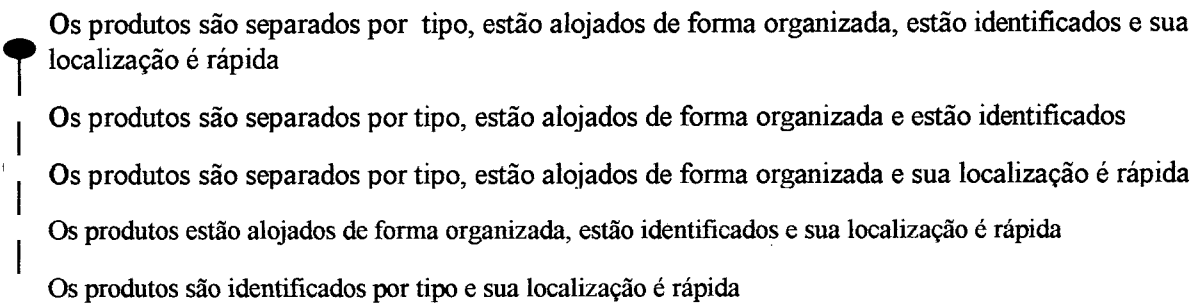 Os produtos são separados por tipo, estão alojados de forma organizada, estão identificados e sua
localização é rápida
Os produtos são separados por tipo, estão alojados de forma organizada e estão identificados
Os produtos são separados por tipo, estão alojados de forma organizada e sua localização é rápida
Os produtos estão alojados de forma organizada, estão identificados e sua localização é rápida
Os produtos são identificados por tipo e sua localização é rápida